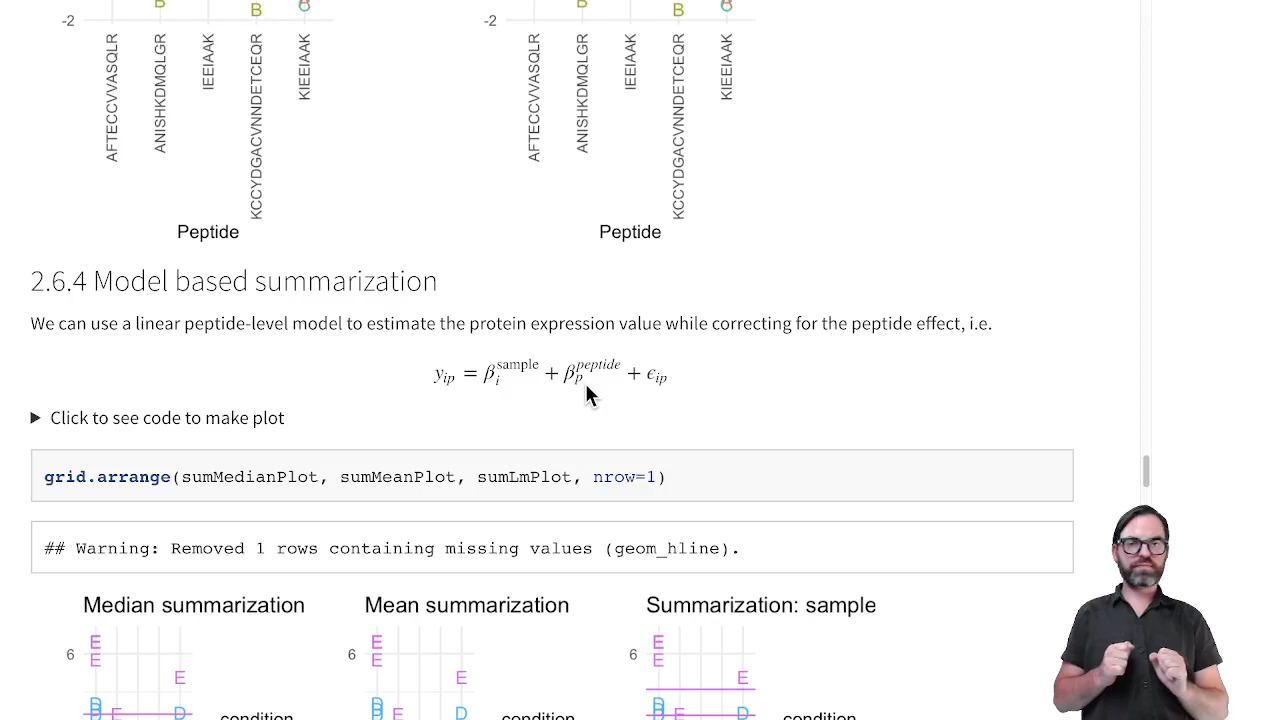 B B
B B
-2 -2
AFTECCVVASQLR ANISHKDMQLGR IEEIAAK KCCYDGACVNNDETCEQR KIEEIAAK AFTECCVVASQLR ANISHKDMQLGR IEEIAAK KCCYDGACVNNDETCEQR KIEEIAAK
Peptide Peptide
2.6.4 Model based summarization
We can use a linear peptide-level model to estimate the protein expression value while correcting for the peptide effect, i.e.
y_{ip} = β_i^{sample} + β_p^{peptide} + ϵ_{ip}
▶ Click to see code to make plot
grid.arrange(sumMedianPlot, sumMeanPlot, sumLmPlot, nrow=1)
## Warning: Removed 1 rows containing missing values (geom_hline).
Median summarization Mean summarization Summarization: sample
E E E
6 E 6 E 6 E
E E E
D D D
D E D D E D D E D
condition condition condition